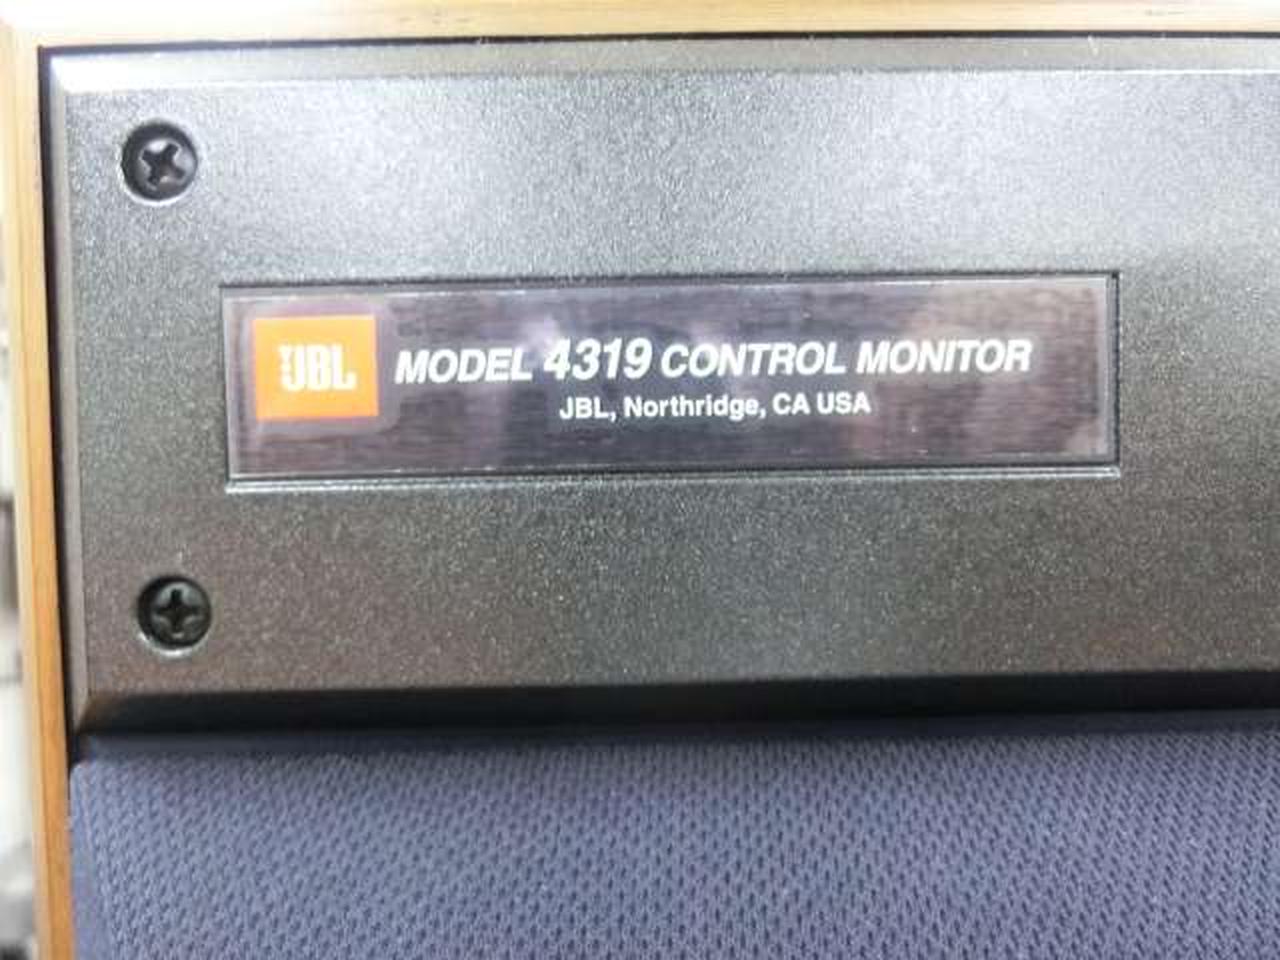 JBL
MODEL 4319 CONTROL MONITOR
JBL, Northridge, CA USA